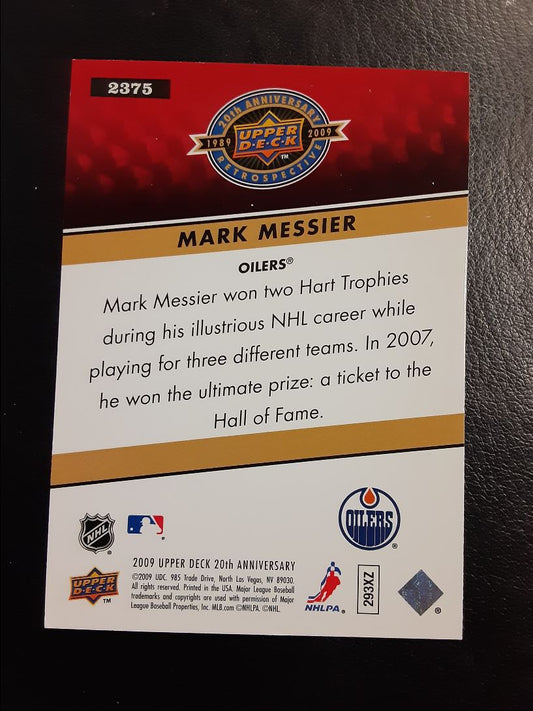 2375
20th ANNIVERSARY
1989 UPPER DECK 2009
TM
RETROSPECTIVE
MARK MESSIER
OILERS®
Mark Messier won two Hart Trophies
during his illustrious NHL career while
playing for three different teams. In 2007,
he won the ultimate prize: a ticket to the
Hall of Fame.
NHL
OILERS
®
2009 UPPER DECK 20th ANNIVERSARY
©2009 UDC. 985 Trade Drive, North Las Vegas, NV 89030.
All rights reserved. Printed in the USA. Major League Baseball
trademarks and copyrights are used with permission of Major
League Baseball Properties, Inc. MLB.com ©NHLPA. ©NHL.
UPPER DECK
NHLPA
293XZ
®